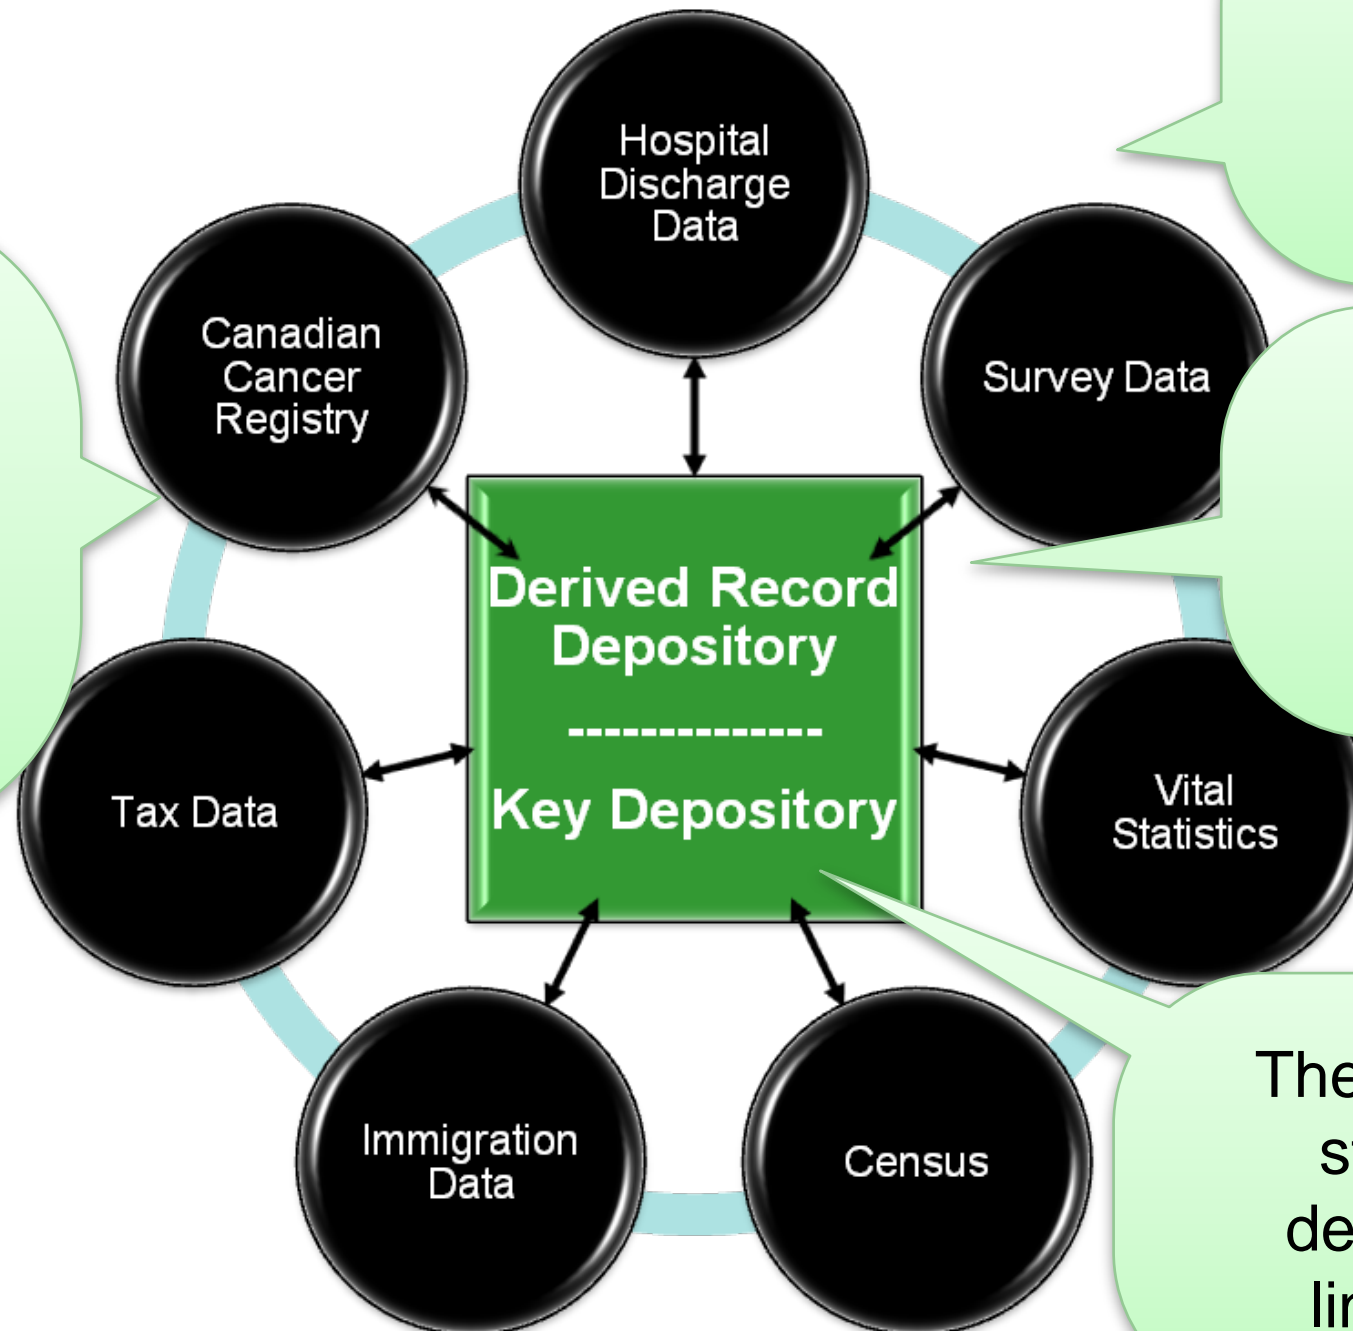 Hospital
Discharge
Data
Canadian
Cancer
Registry
Survey Data
Derived Record
Depository
--------------
Key Depository
Tax Data
Vital
Statistics
Immigration
Data
Census